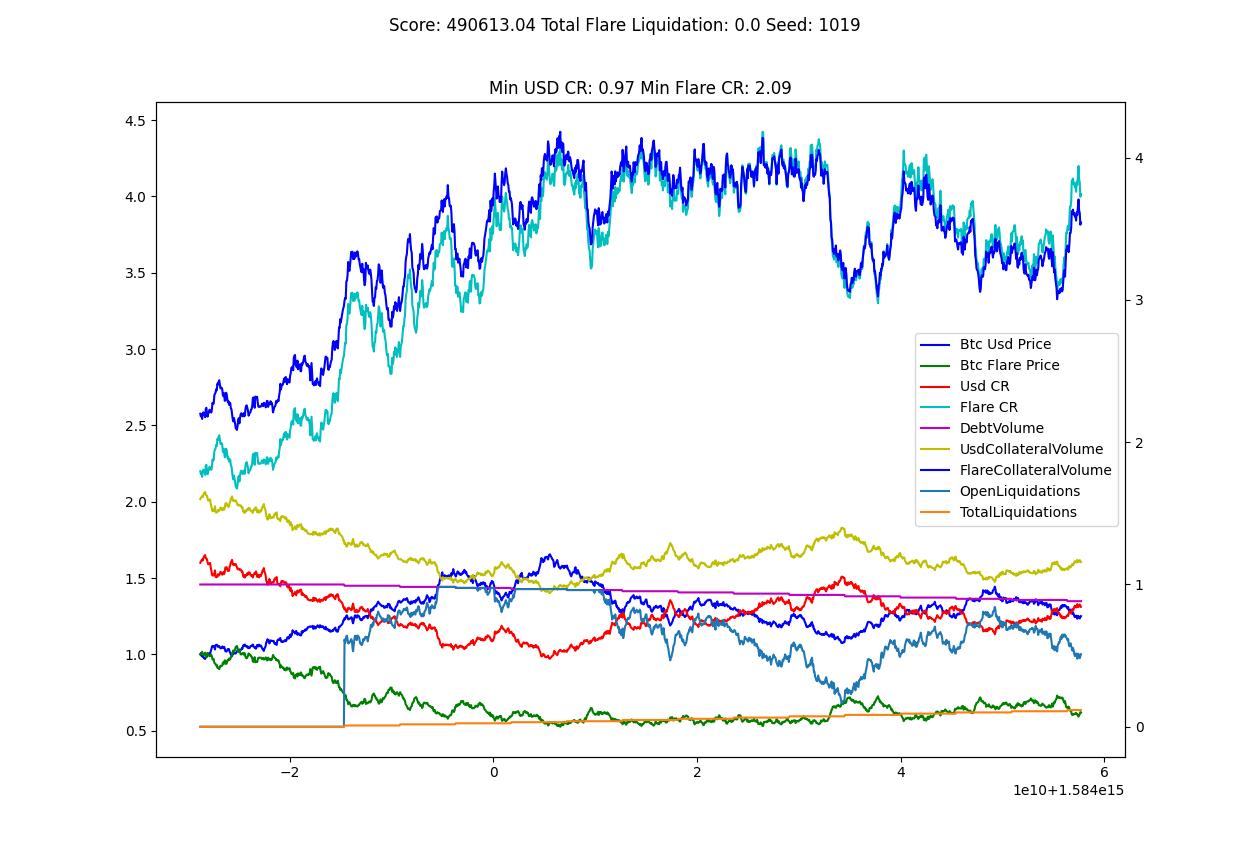 Score: 490613.04 Total Flare Liquidation: 0.0 Seed: 1019
Min USD CR: 0.97 Min Flare CR: 2.09
4.5
4.0
3.5
3.0
2.5
2.0
1.5
1.0
0.5
4
3
2
1
0
Btc Usd Price
Btc Flare Price
Usd CR
Flare CR
DebtVolume
UsdCollateralVolume
FlareCollateralVolume
OpenLiquidations
TotalLiquidations
−2 0 2 4 6
1e10+1.584e15